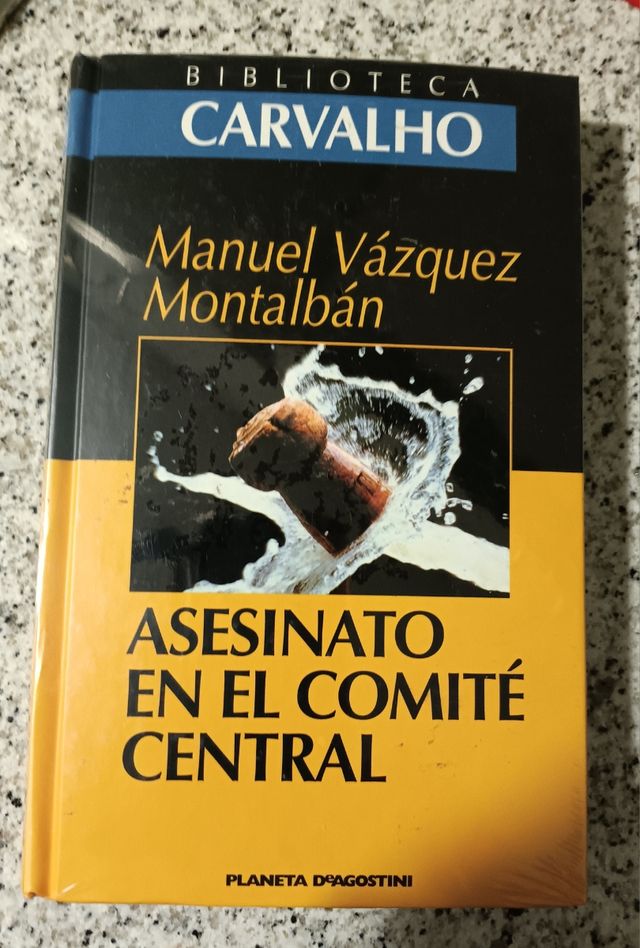 BIBLIOTECA
CARVALHO
Manuel Vázquez
Montalbán
ASESINATO
EN EL COMITÉ
CENTRAL
PLANETA DeAGOSTINI